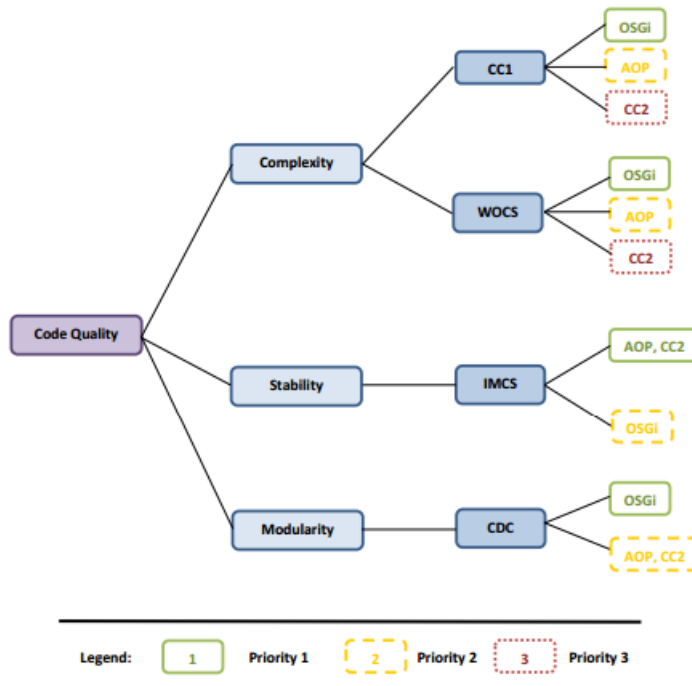 OSGi
CC1
AOP
CC2
Complexity
OSGi
WOCS
AOP
CC2
Code Quality
AOP, CC2
Stability
IMCS
OSGi
OSGi
Modularity
CDC
AOP, CC2
Legend: 1 Priority 1 2 Priority 2 3 Priority 3